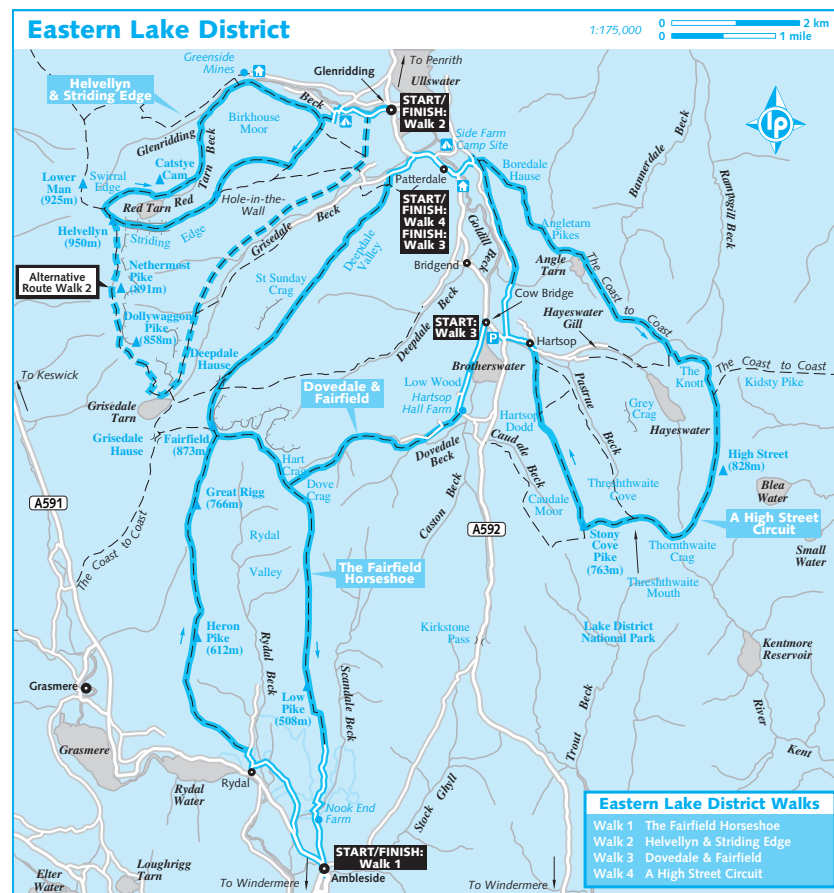 Eastern Lake District
1:175,000
0
2 km
0
1 mile
To Penrith
Ullswater
Greenside
Mines
Glenridding
Helvellyn
& Striding Edge
START/
FINISH:
Walk 2
lp
Birkhouse
Moor
Glenridding
Beck
Side Farm
Camp Site
Boredale
Hause
Bannerdale Beck
Rampsgill Beck
Lower
Man
(925m)
Swirral
Edge
Catstye
Cam
Tarn Beck
Red
Red Tarn
Hole-in-the-
Wall
Patterdale
START/
FINISH:
Walk 4
FINISH:
Walk 3
Helvellyn
(950m)
Striding Edge
Grisedale
Beck
Goldill Beck
Angletarn
Pikes
Angle
Tarn
The Coast to Coast
Bridgend
Alternative
Route Walk 2
Nethermost
Pike
(891m)
St Sunday
Crag
Deepdale
Valley
Dollywaggon
Pike
(858m)
Deepdale
Beck
Cow Bridge
START:
Walk 3
P
Hayeswater
Gill
Hartsop
Deepdale
Hause
Brotherswater
To Keswick
Grisedale
Tarn
Dovedale &
Fairfield
Low Wood
Hartsop
Hall Farm
The
Knott
The Coast to Coast
Kidsty Pike
Pastrue
Beck
Grey
Crag
Hayeswater
Grisedale
Hause
Fairfield
(873m)
Hart
Crag
Dove
Crag
Dovedale
Beck
Hartsop
Dodd
Caudale
Beck
High Street
(828m)
Blea
Water
A591
Great Rigg
(766m)
Rydal
Valley
Caston Beck
Caudale
Moor
Threshthwaite
Cove
A592
Stony
Cove
Pike
(763m)
Thornthwaite
Crag
A High Street
Circuit
Small
Water
Threshthwaite
Mouth
The Coast to Coast
The Fairfield
Horseshoe
Heron
Pike
(612m)
Rydal Beck
Scandale Beck
Kirkstone
Pass
Lake District
National Park
Kentmore
Reservoir
Grasmere
Low
Pike
(508m)
River
Kent
Trout Beck
Grasmere
Rydal
Water
Rydal
Stock Ghyll
Nook End
Farm
START/FINISH:
Walk 1
Ambleside
Elter
Water
Loughrigg
Tarn
To Windermere
To Windermere
Eastern Lake District Walks
Walk 1 The Fairfield Horseshoe
Walk 2 Helvellyn & Striding Edge
Walk 3 Dovedale & Fairfield
Walk 4 A High Street Circuit